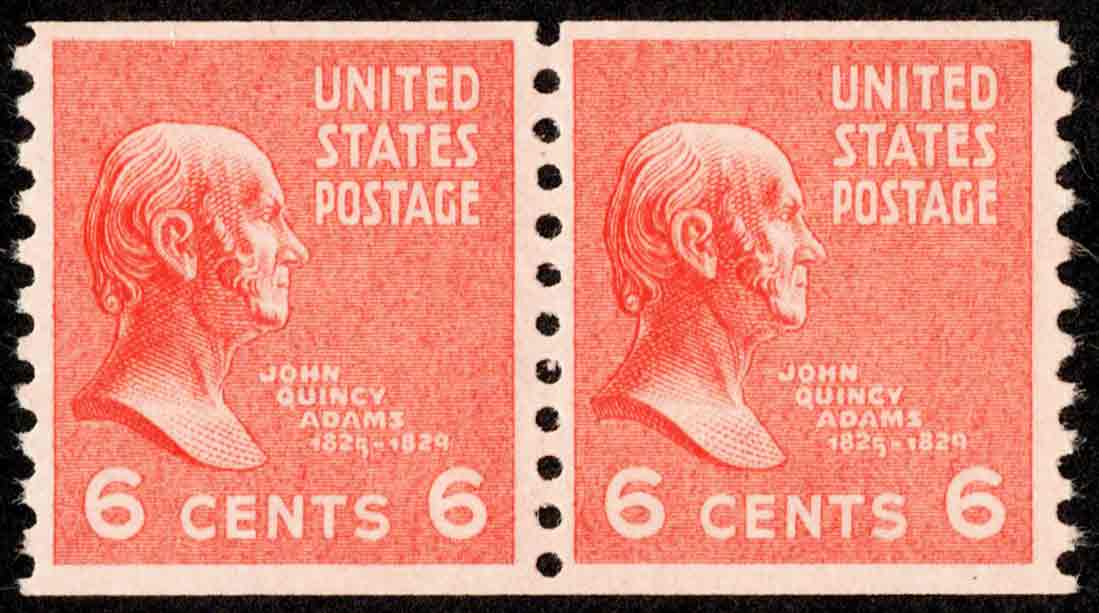 UNITED
STATES
POSTAGE
JOHN
QUINCY
ADAMS
1825-1829
6 CENTS 6
UNITED
STATES
POSTAGE
JOHN
QUINCY
ADAMS
1825-1829
6 CENTS 6